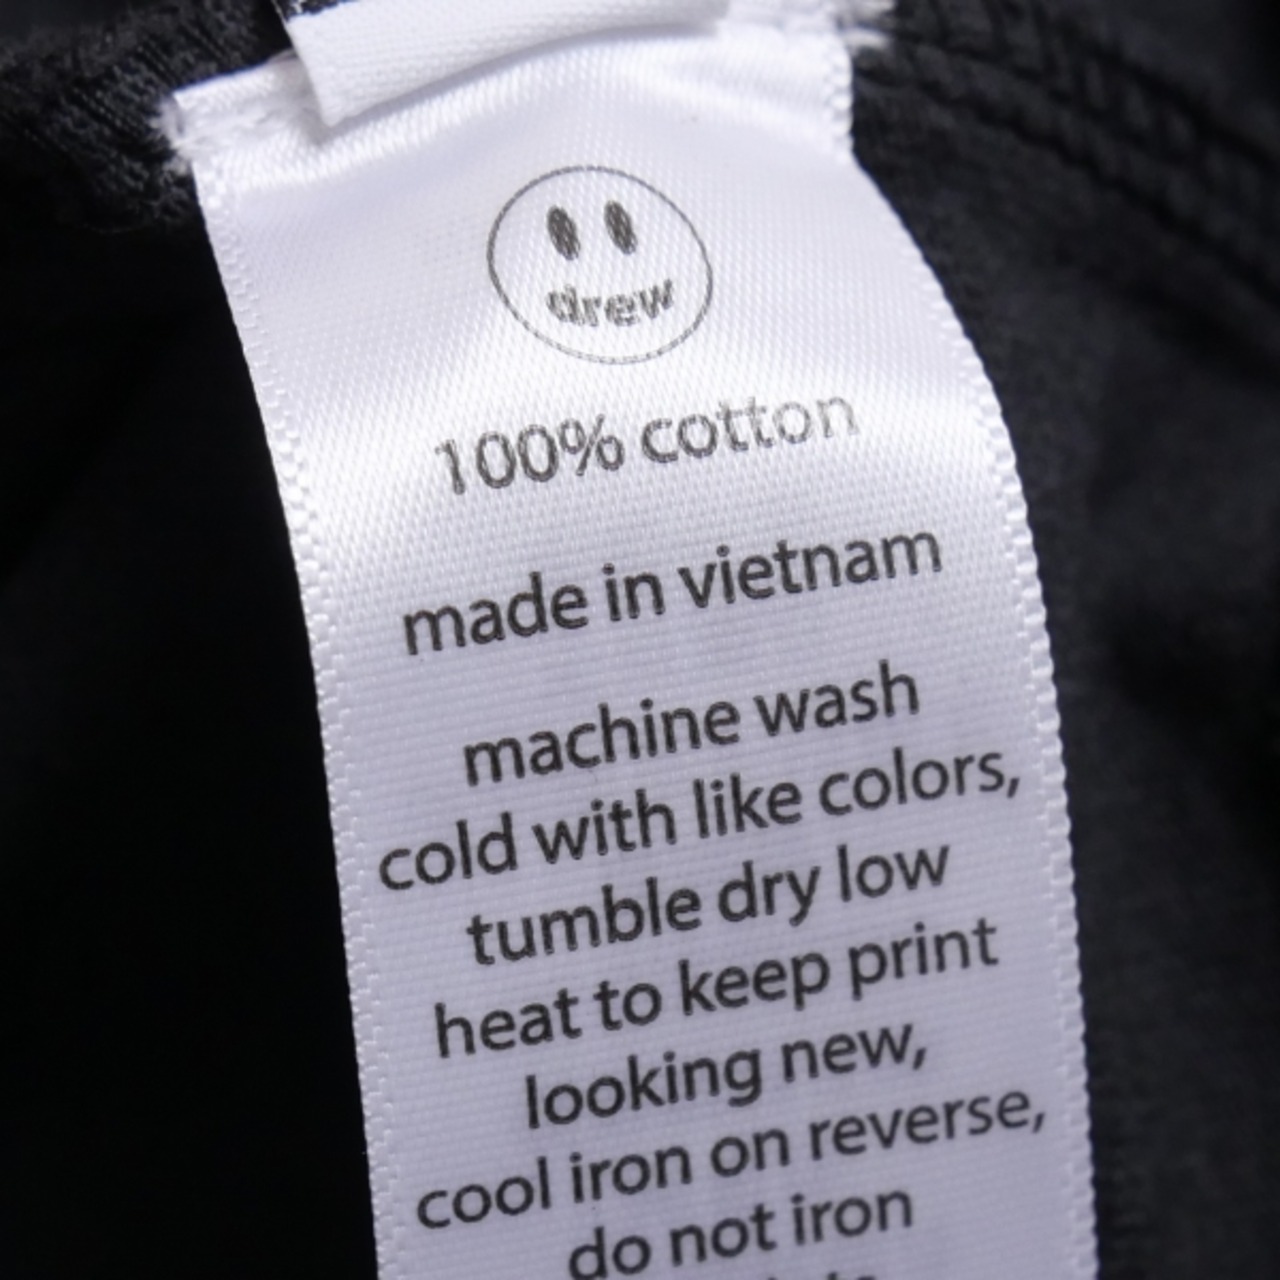 drew
100% cotton
made in vietnam
machine wash
cold with like colors,
tumble dry low
heat to keep print
looking new,
cool iron on reverse,
do not iron